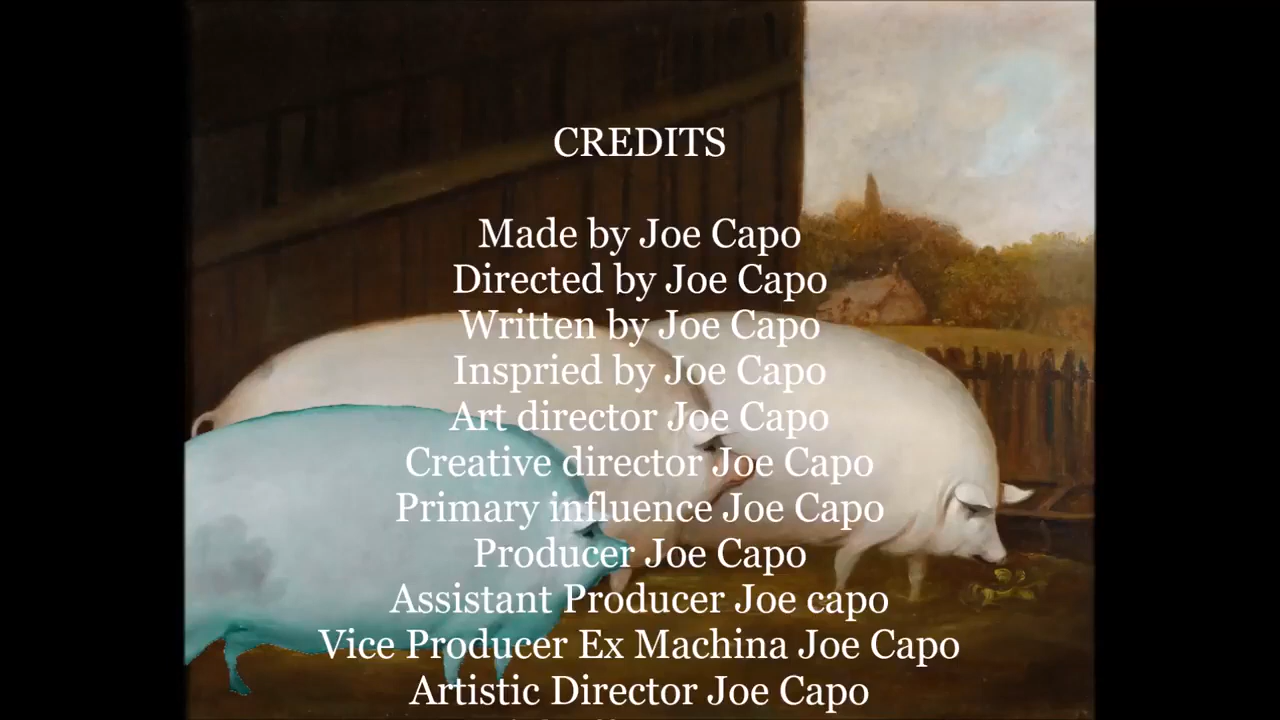 CREDITS
Made by Joe Capo
Directed by Joe Capo
Written by Joe Capo
Inspried by Joe Capo
Art director Joe Capo
Creative director Joe Capo
Primary influence Joe Capo
Producer Joe Capo
Assistant Producer Joe capo
Vice Producer Ex Machina Joe Capo
Artistic Director Joe Capo